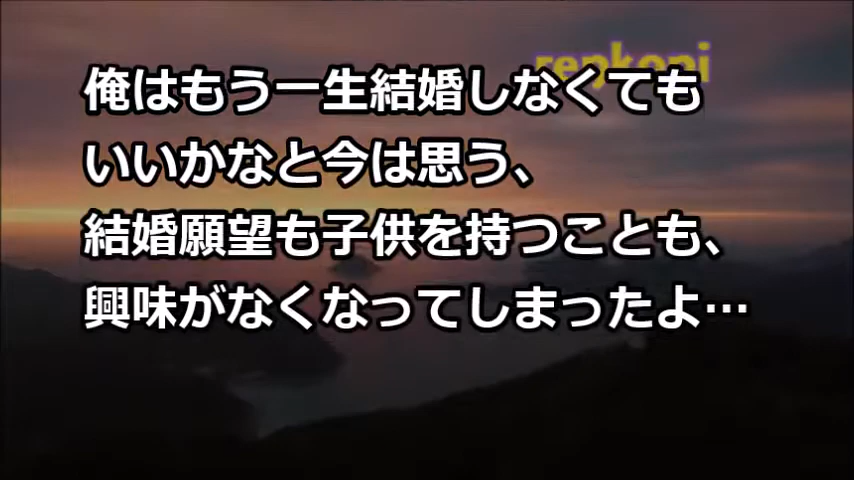 renkopi
俺はもう一生結婚しなくても
いいかなと今は思う、
結婚願望も子供を持つことも、
興味がなくなってしまったよ…